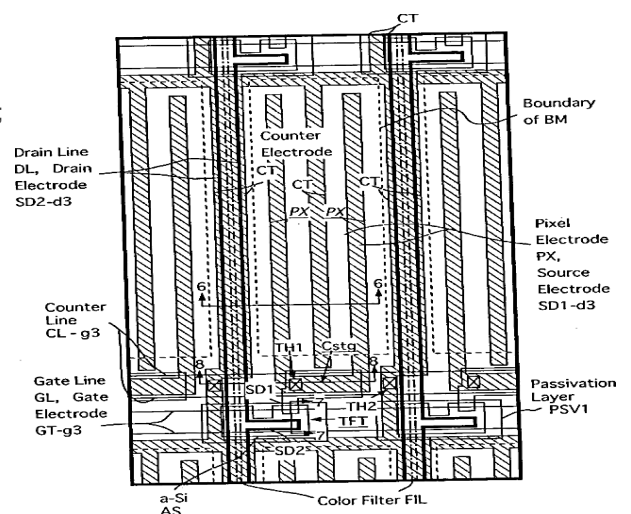 CT
Boundary
of BM
Counter
Electrode
Drain Line
DL, Drain
Electrode
SD2-d3
CT
CT
CT
PX
PX
Pixel
Electrode
PX,
Source
Electrode
SD1-d3
6
6
Counter
Line
CL - g3
TH1
Cstg
8
8
Gate Line
GL, Gate
Electrode
GT-g3
SD1
7
TH2
TFT
7
SD2
Passivation
Layer
PSV1
a-Si
AS
Color Filter FIL